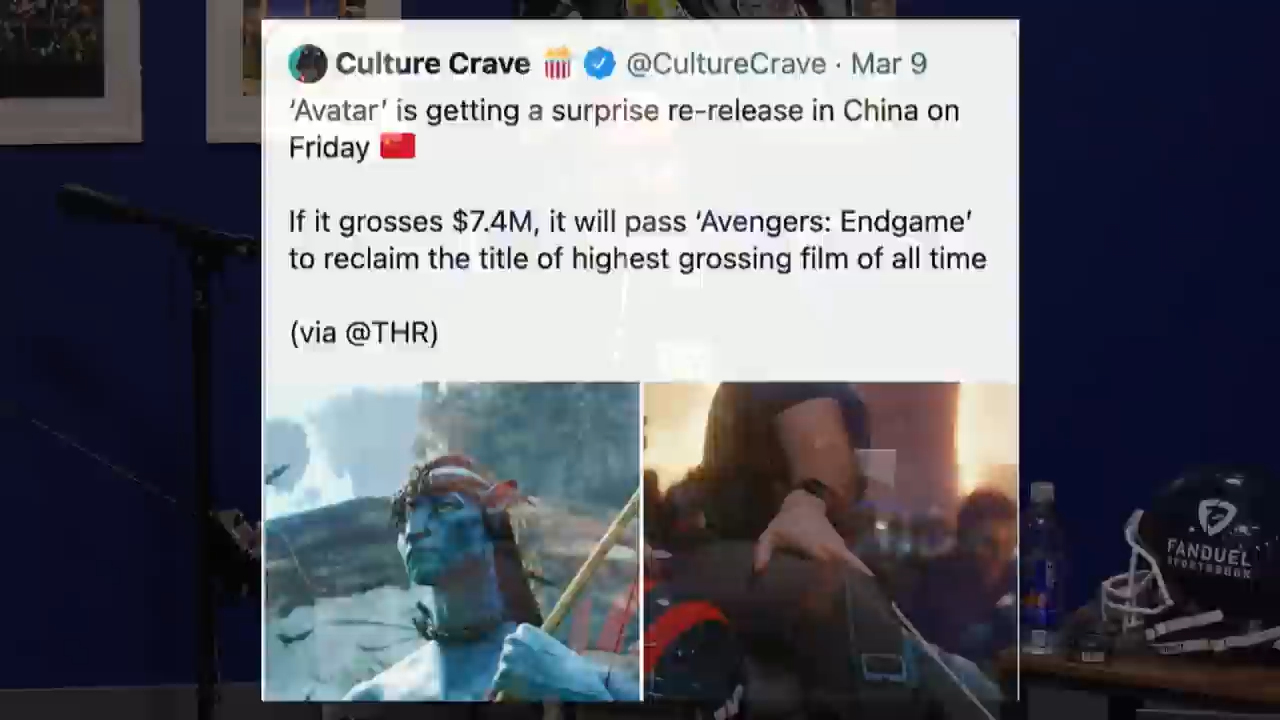 Culture Crave 🍿 @CultureCrave · Mar 9
‘Avatar’ is getting a surprise re-release in China on
Friday 🇨🇳
If it grosses $7.4M, it will pass ‘Avengers: Endgame’
to reclaim the title of highest grossing film of all time
(via @THR)
FANDUEL
SPORTSBOOK